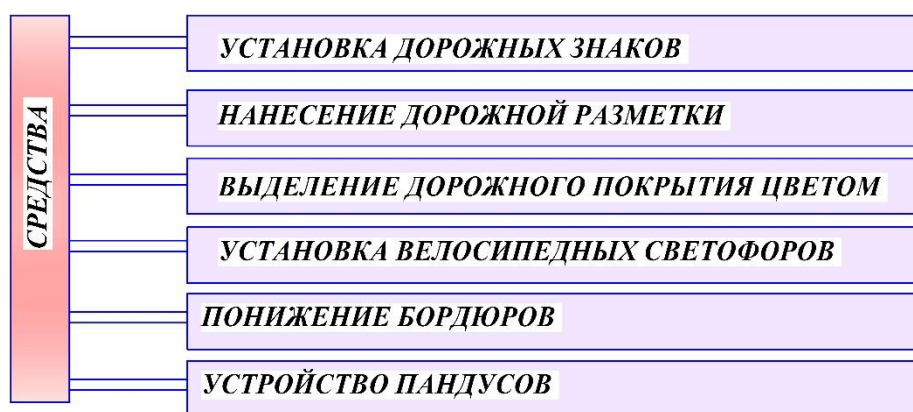 СРЕДСТВА
УСТАНОВКА ДОРОЖНЫХ ЗНАКОВ
НАНЕСЕНИЕ ДОРОЖНОЙ РАЗМЕТКИ
ВЫДЕЛЕНИЕ ДОРОЖНОГО ПОКРЫТИЯ ЦВЕТОМ
УСТАНОВКА ВЕЛОСИПЕДНЫХ СВЕТОФОРОВ
ПОНИЖЕНИЕ БОРДЮРОВ
УСТРОЙСТВО ПАНДУСОВ